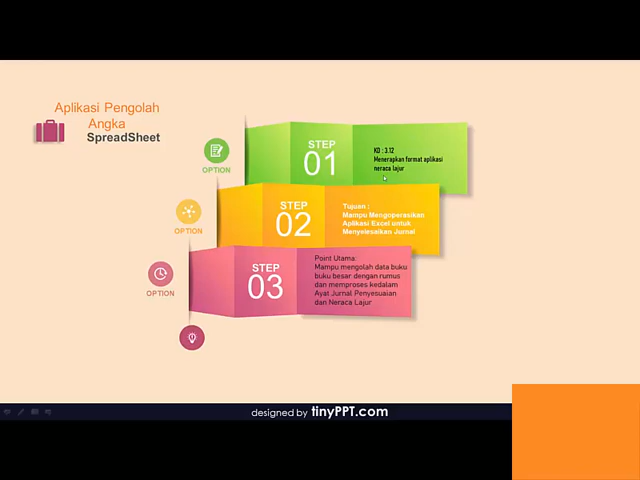 Aplikasi Pengolah
Angka
SpreadSheet
OPTION
STEP
01
KD : 3.12
Menerapkan format aplikasi
neraca lajur
OPTION
STEP
02
Tujuan :
Mampu Mengoperasikan
Aplikasi Excel untuk
Menyelesaikan Jurnal
OPTION
STEP
03
Point Utama:
Mampu mengolah data buku
buku besar dengan rumus
dan memproses kedalam
Ayat Jurnal Penyesuaian
dan Neraca Lajur
designed by tinyPPT.com